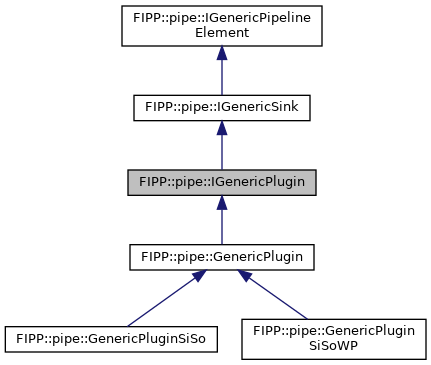 FIPP::pipe::IGenericPipeline
Element
FIPP::pipe::IGenericSink
FIPP::pipe::IGenericPlugin
FIPP::pipe::GenericPlugin
FIPP::pipe::GenericPluginSiSo
FIPP::pipe::GenericPlugin
SiSoWP